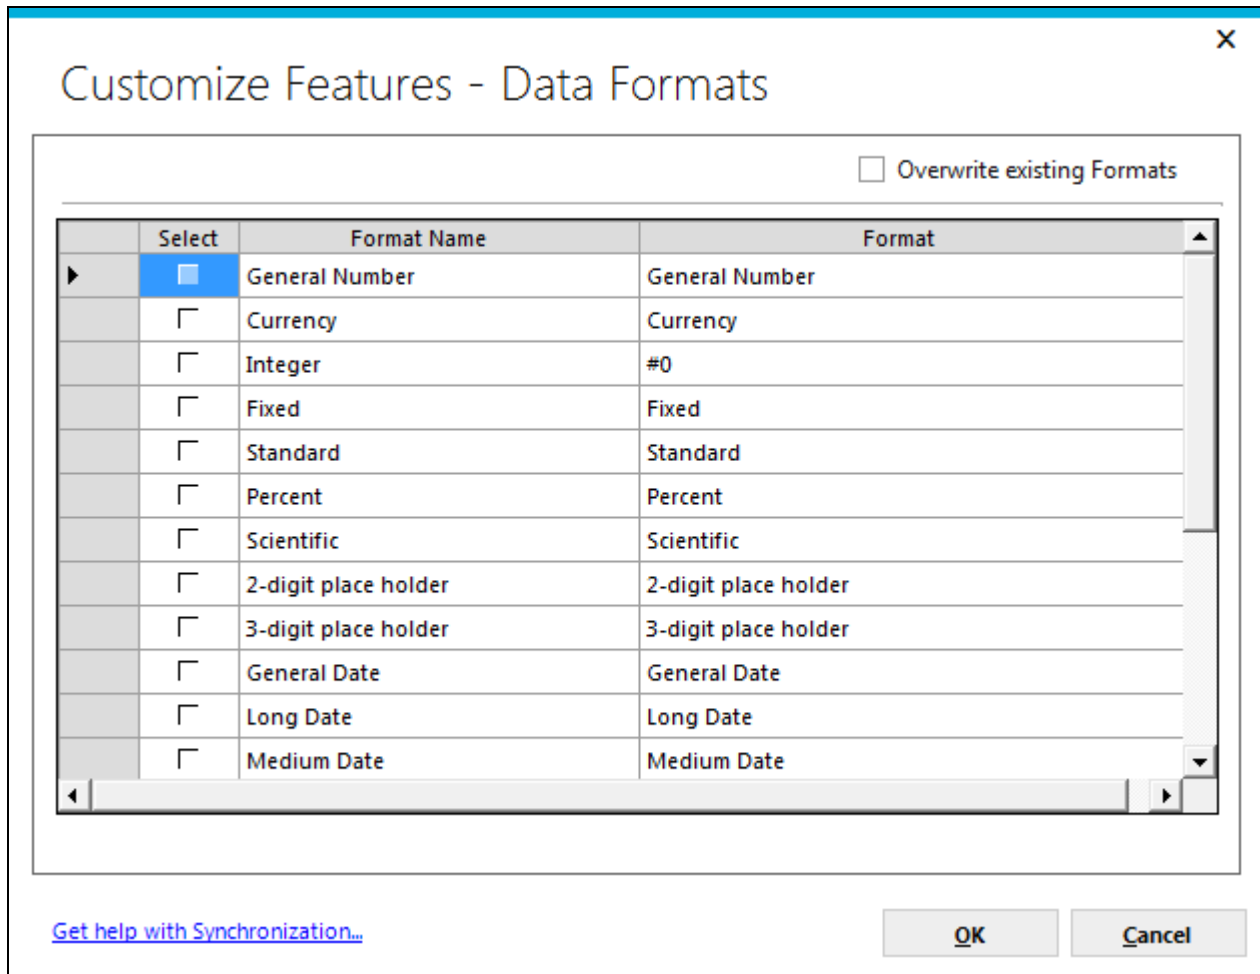 Customize Features - Data Formats
Overwrite existing Formats
Select Format Name Format
General Number General Number
Currency Currency
Integer #0
Fixed Fixed
Standard Standard
Percent Percent
Scientific Scientific
2-digit place holder 2-digit place holder
3-digit place holder 3-digit place holder
General Date General Date
Long Date Long Date
Medium Date Medium Date
Get help with Synchronization... OK Cancel